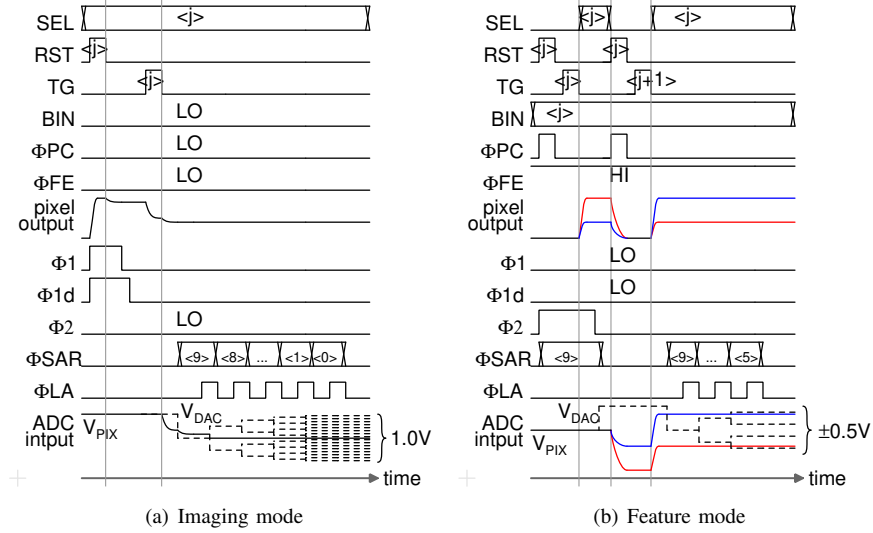 SEL <j>
RST <j>
TG <j>
BIN LO
ΦPC LO
ΦFE LO
pixel
output
Φ1
Φ1d
Φ2 LO
ΦSAR <9> <8> ... <1> <0>
ΦLA
ADC
intput
V_PIX
V_DAC
1.0V
time
(a) Imaging mode
SEL <j> <j>
RST <j> <j>
TG <j> <j+1>
BIN <j>
ΦPC
ΦFE HI
pixel
output
Φ1 LO
Φ1d LO
Φ2
ΦSAR <9> <9> ... <5>
ΦLA
ADC
intput
V_DAC
V_PIX
±0.5V
time
(b) Feature mode